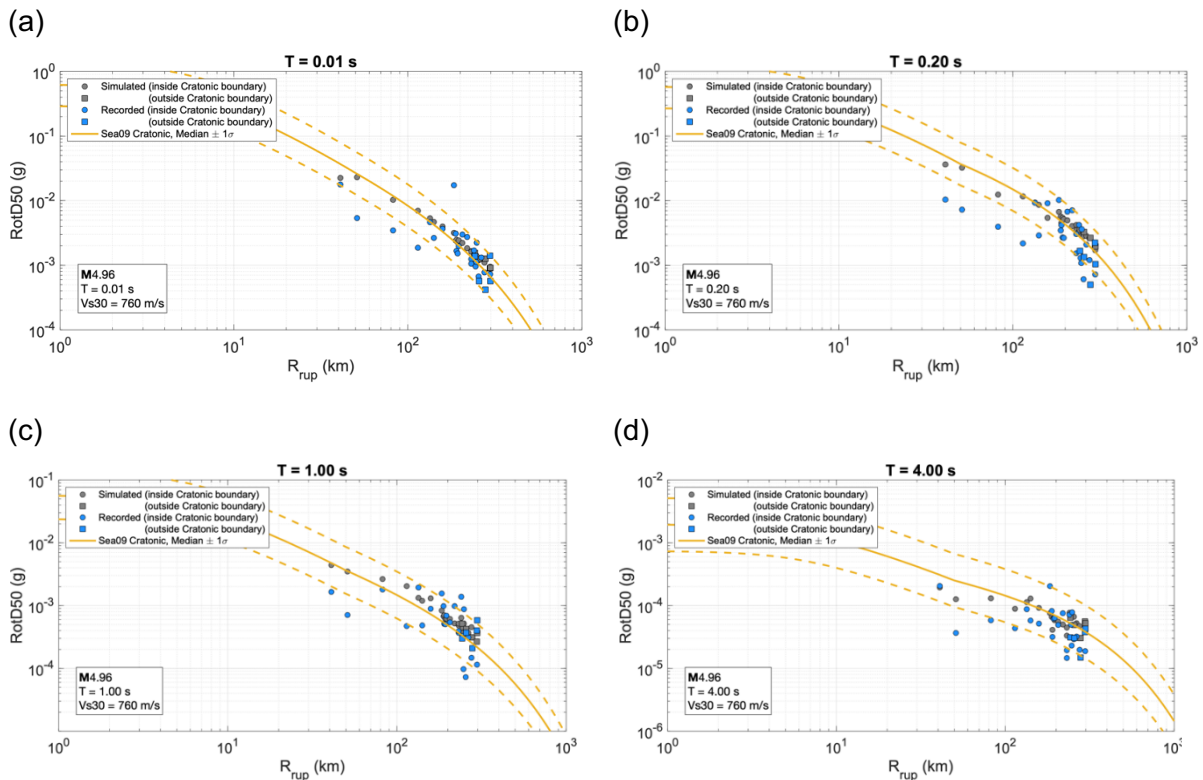 (a)
T = 0.01 s
10^0
10^-1
10^-2
10^-3
10^-4
RotD50 (g)
Simulated (inside Cratonic boundary)
(outside Cratonic boundary)
Recorded (inside Cratonic boundary)
(outside Cratonic boundary)
Sea09 Cratonic, Median ± 1σ
M4.96
T = 0.01 s
Vs30 = 760 m/s
10^0 10^1 10^2 10^3
R_rup (km)
(b)
T = 0.20 s
10^0
10^-1
10^-2
10^-3
10^-4
RotD50 (g)
Simulated (inside Cratonic boundary)
(outside Cratonic boundary)
Recorded (inside Cratonic boundary)
(outside Cratonic boundary)
Sea09 Cratonic, Median ± 1σ
M4.96
T = 0.20 s
Vs30 = 760 m/s
10^0 10^1 10^2 10^3
R_rup (km)
(c)
T = 1.00 s
10^-1
10^-2
10^-3
10^-4
10^-5
RotD50 (g)
Simulated (inside Cratonic boundary)
(outside Cratonic boundary)
Recorded (inside Cratonic boundary)
(outside Cratonic boundary)
Sea09 Cratonic, Median ± 1σ
M4.96
T = 1.00 s
Vs30 = 760 m/s
10^0 10^1 10^2 10^3
R_rup (km)
(d)
T = 4.00 s
10^-2
10^-3
10^-4
10^-5
10^-6
RotD50 (g)
Simulated (inside Cratonic boundary)
(outside Cratonic boundary)
Recorded (inside Cratonic boundary)
(outside Cratonic boundary)
Sea09 Cratonic, Median ± 1σ
M4.96
T = 4.00 s
Vs30 = 760 m/s
10^0 10^1 10^2 10^3
R_rup (km)